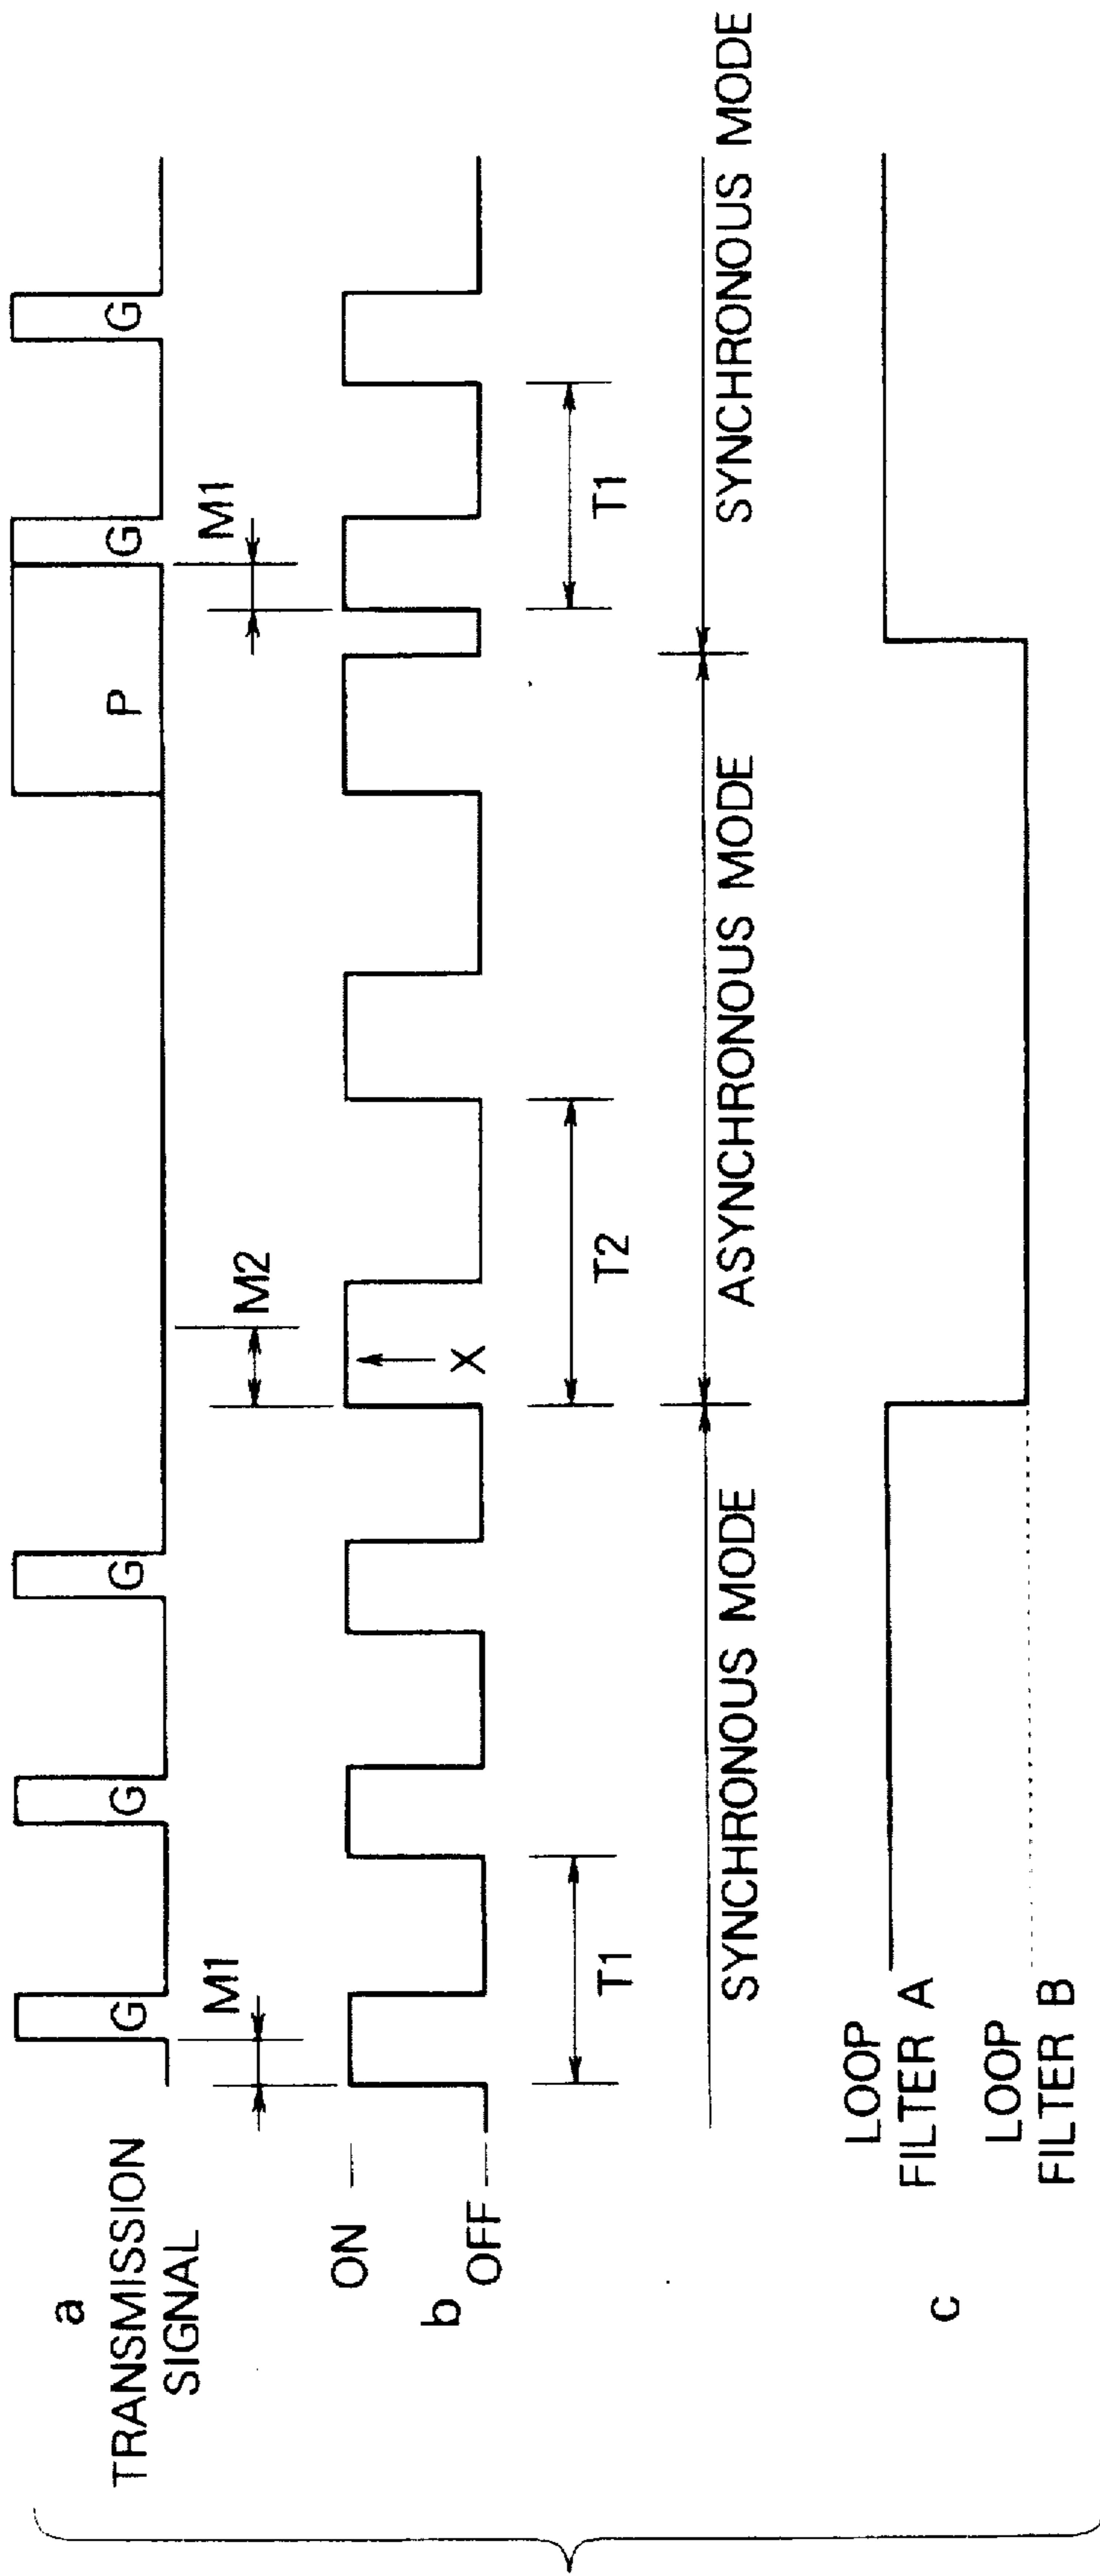 a
TRANSMISSION
SIGNAL
G
G
G
P
G
G
M1
M2
M1
ON
b
OFF
X
T1
T2
T1
SYNCHRONOUS MODE
ASYNCHRONOUS MODE
SYNCHRONOUS MODE
c
LOOP
FILTER A
LOOP
FILTER B